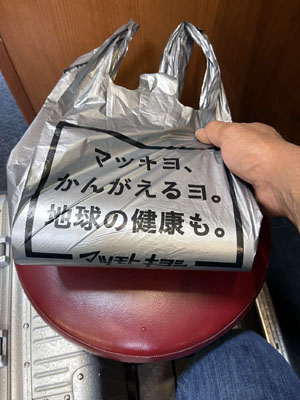 マツキヨ、
かんがえるヨ。
地球の健康も。
マツモトキヨシ